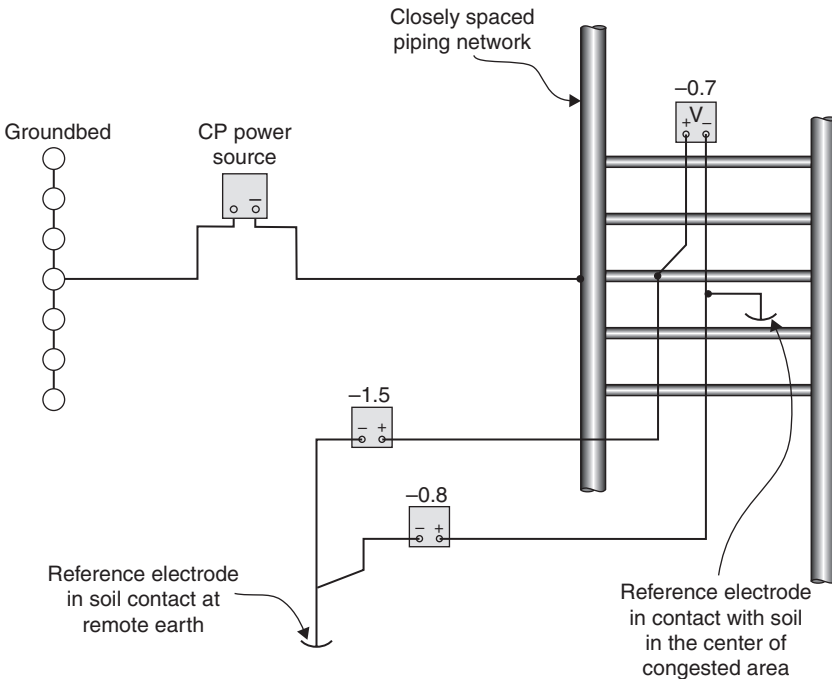 Closely spaced
piping network
−0.7
V
+ −
Groundbed
CP power
source
−
−1.5
− +
−0.8
− +
Reference electrode
in soil contact at
remote earth
Reference electrode
in contact with soil
in the center of
congested area